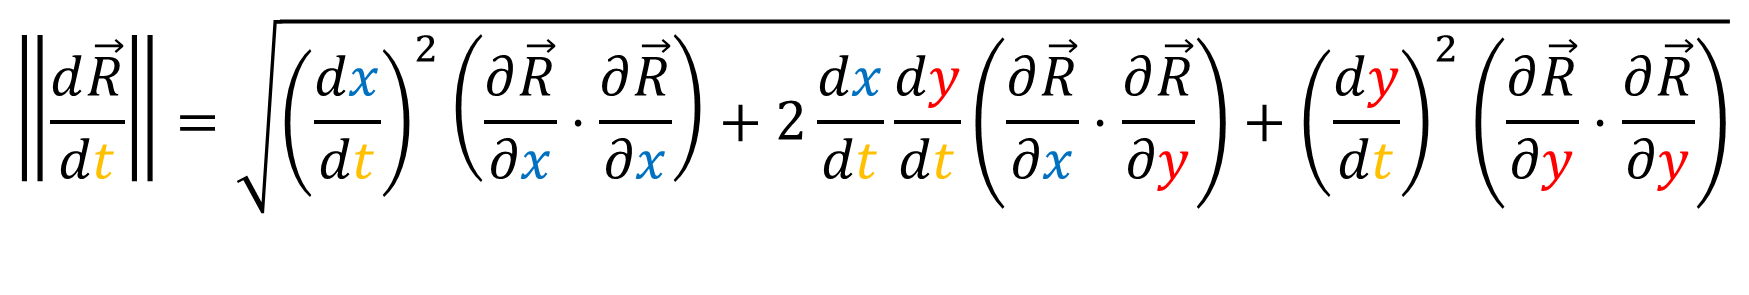 ‖dR⃗/dt‖ = √((dx/dt)² (∂R⃗/∂x · ∂R⃗/∂x) + 2 dx/dt dy/dt (∂R⃗/∂x · ∂R⃗/∂y) + (dy/dt)² (∂R⃗/∂y · ∂R⃗/∂y))